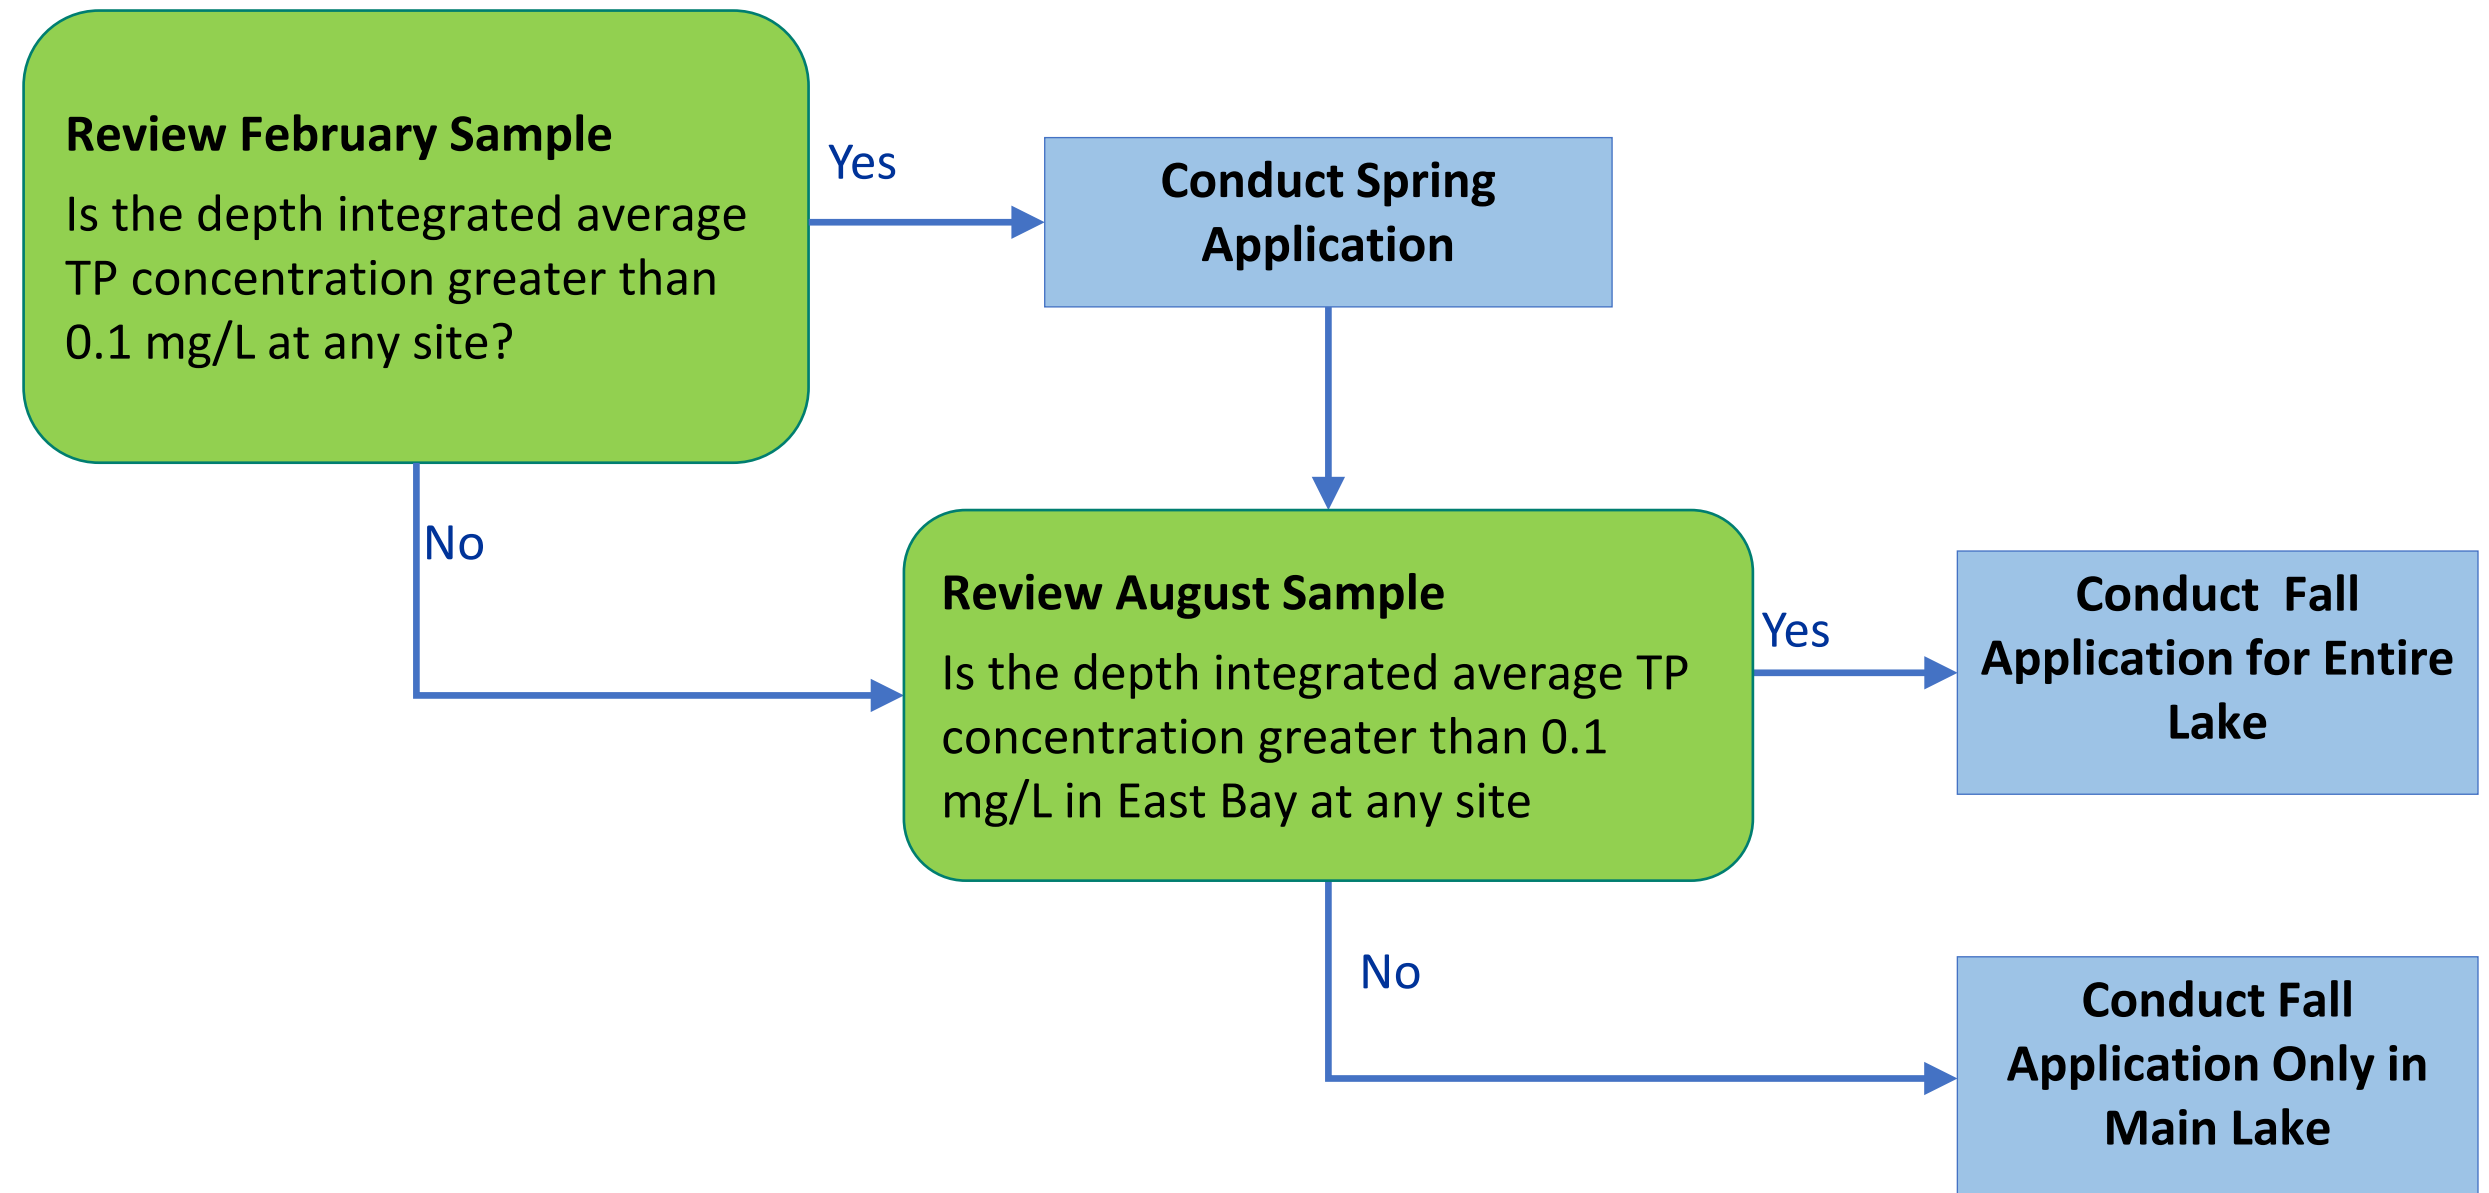 Review February Sample
Is the depth integrated average
TP concentration greater than
0.1 mg/L at any site?
Yes
Conduct Spring
Application
No
Review August Sample
Is the depth integrated average TP
concentration greater than 0.1
mg/L in East Bay at any site
Yes
Conduct  Fall
Application for Entire
Lake
No
Conduct Fall
Application Only in
Main Lake